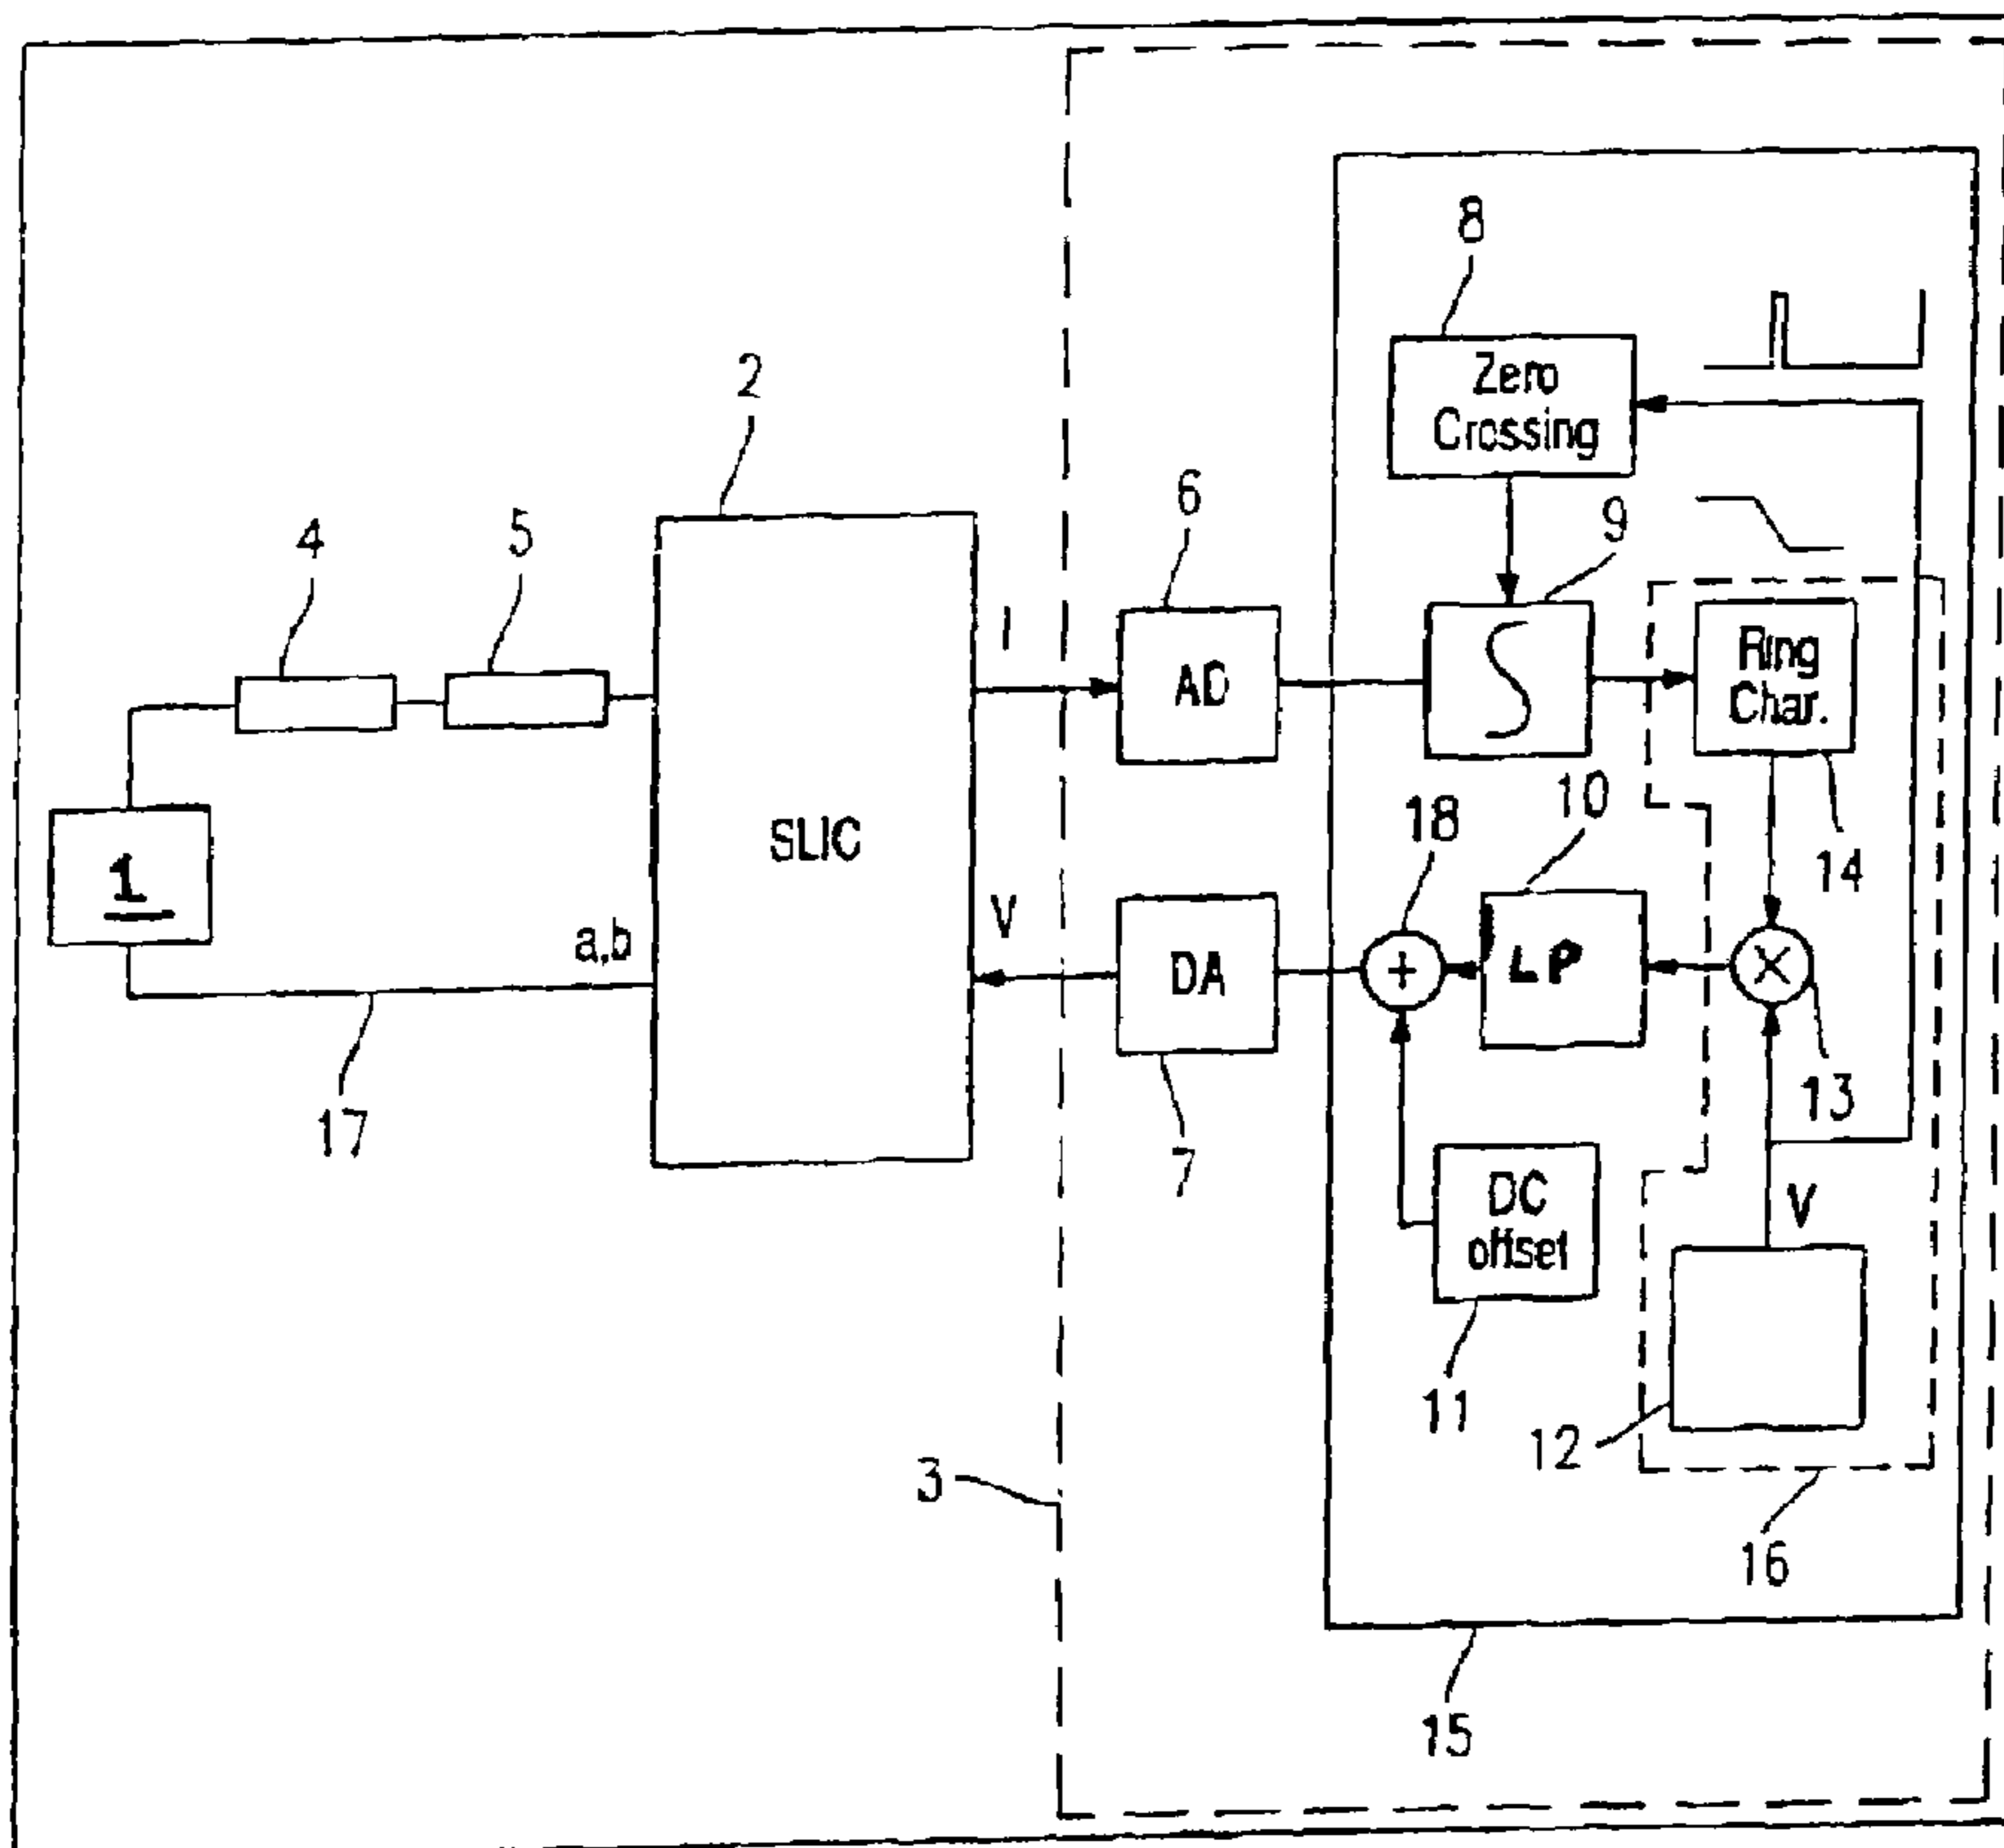 8
Zero
Crossing
2
6
9
4
5
I
AD
Ring
Char.
10
18
14
SLIC
1
a,b
V
DA
+
LP
X
13
17
7
DC
offset
V
11
12
3
16
15